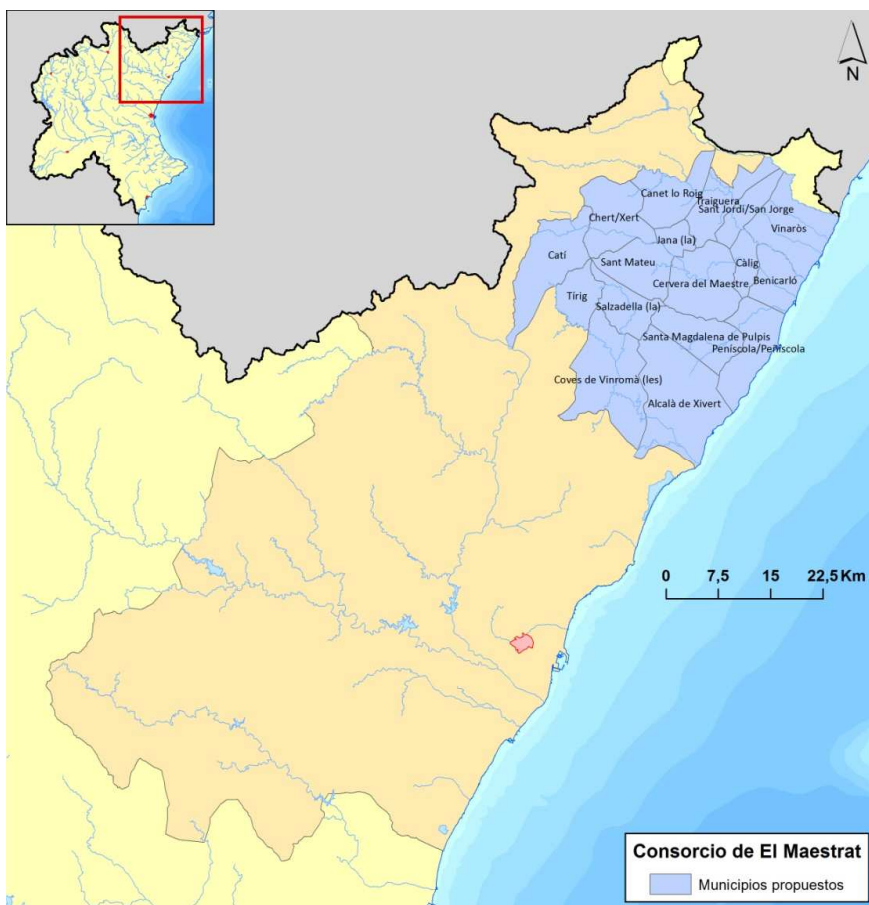 N
Canet lo Roig
Traiguera
Sant Jordi/San Jorge
Chert/Xert
Vinaròs
Jana (la)
Catí
Sant Mateu
Càlig
Cervera del Maestre
Benicarló
Tírig
Salzadella (la)
Santa Magdalena de Pulpis
Peníscola/Peñíscola
Coves de Vinromà (les)
Alcalà de Xivert
0 7,5 15 22,5 Km
Consorcio de El Maestrat
Municipios propuestos